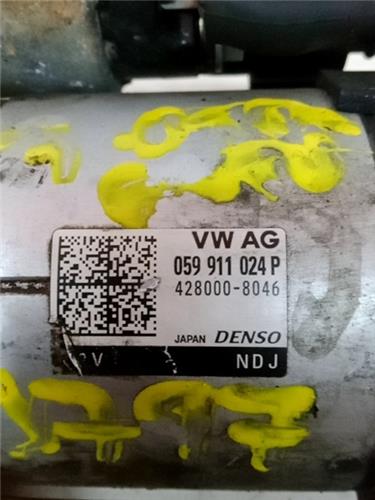 VW AG
059 911 024 P
428000-8046
JAPAN DENSO
NDJ